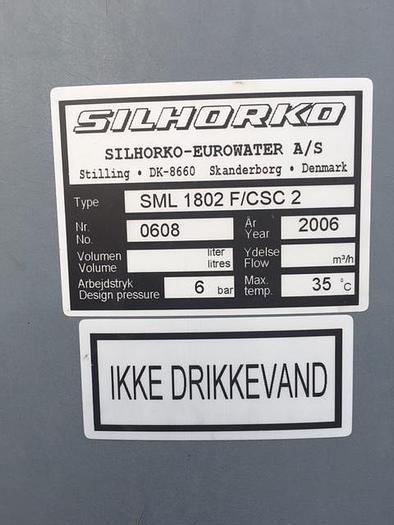 SILHORKO
SILHORKO-EUROWATER A/S
Stilling • DK-8660 Skanderborg • Denmark
Type SML 1802 F/CSC 2
Nr. No. 0608 År Year 2006
Volumen Volume liter litres Ydelse Flow m³/h
Arbejdstryk Design pressure 6 bar Max. temp. 35 °C
IKKE DRIKKEVAND